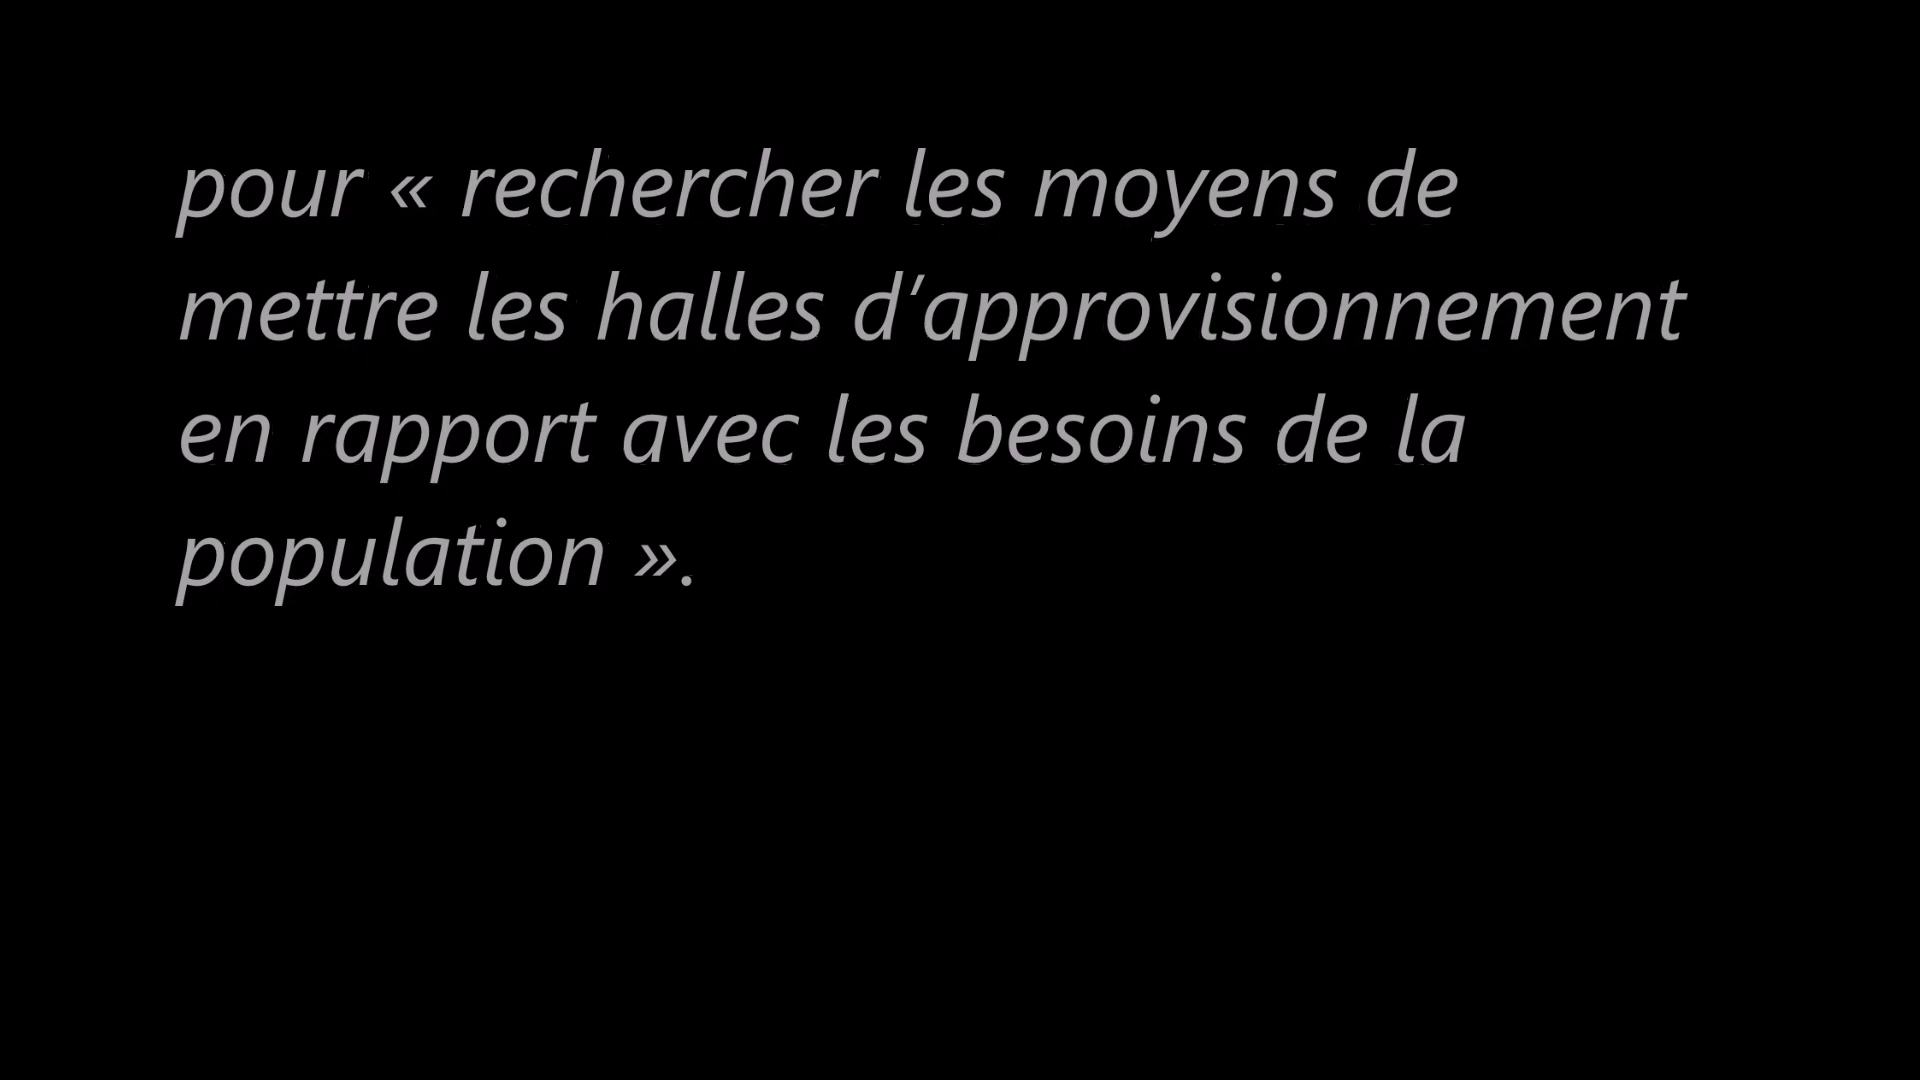 pour « rechercher les moyens de
mettre les halles d’approvisionnement
en rapport avec les besoins de la
population ».